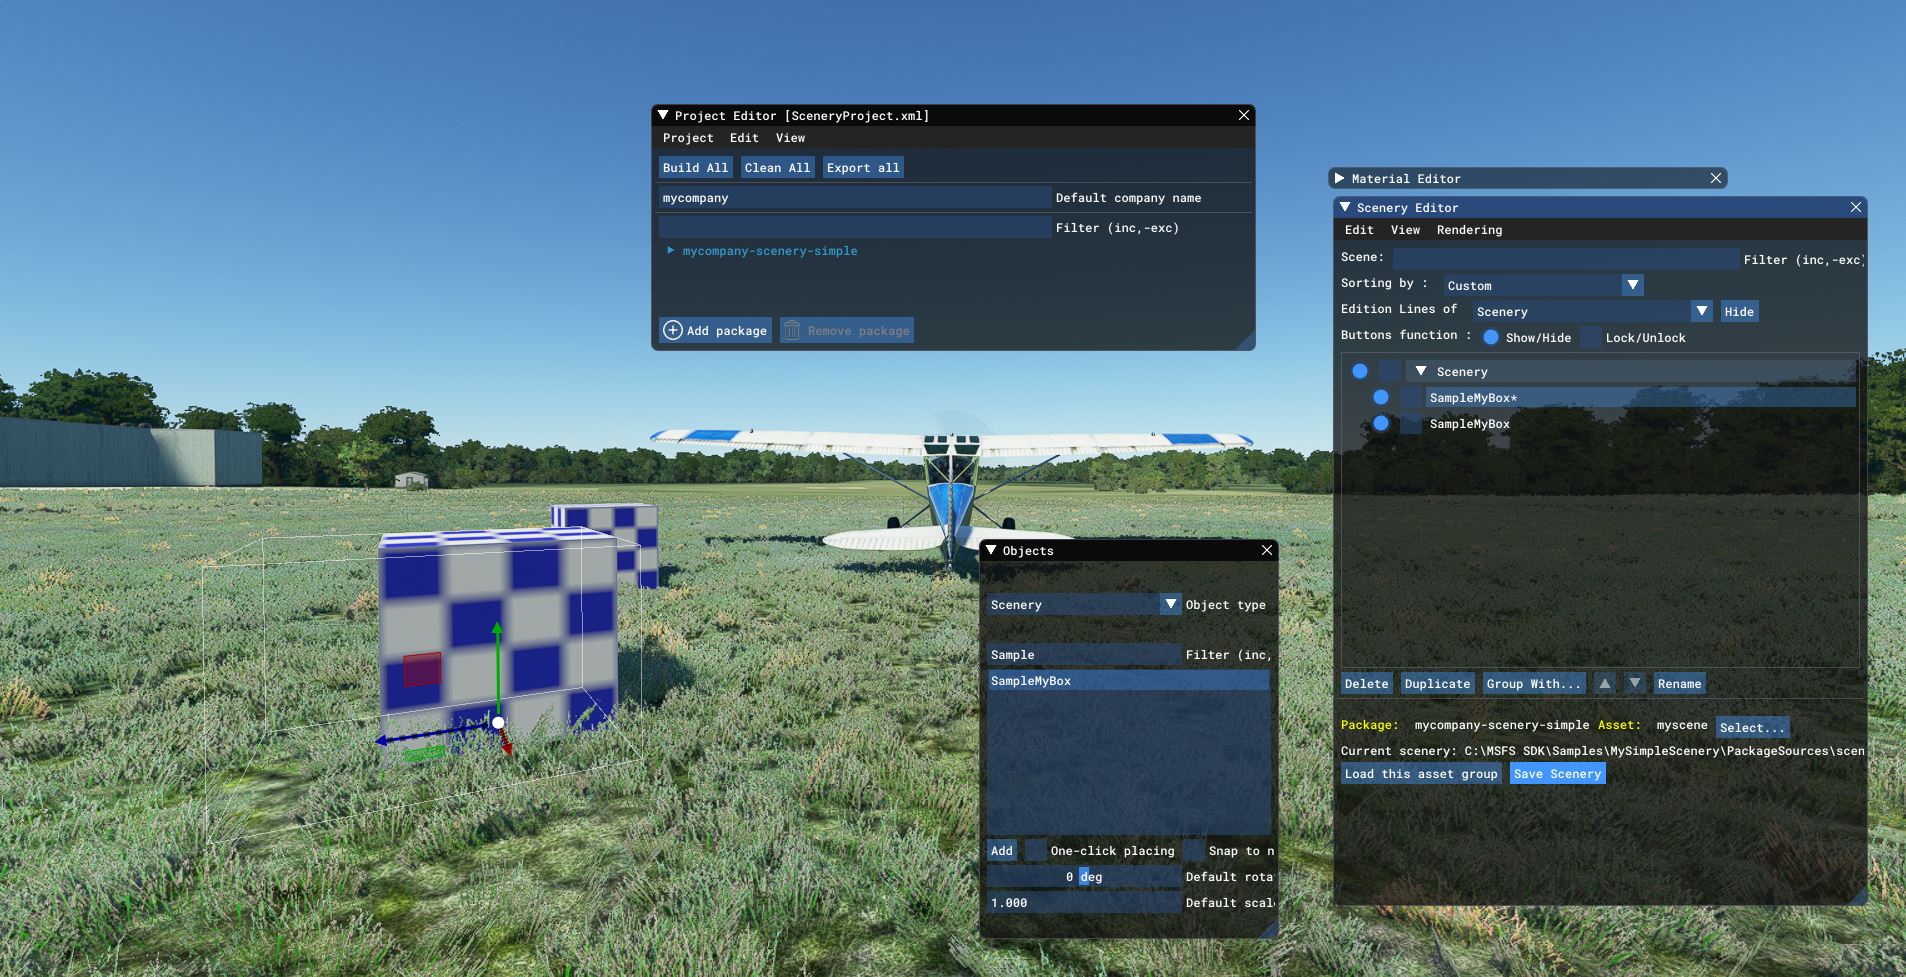 Project Editor [SceneryProject.xml]
Project Edit View
Build All Clean All Export all
mycompany Default company name
Filter (inc,-exc)
mycompany-scenery-simple
Add package Remove package
Material Editor
Scenery Editor
Edit View Rendering
Scene: Filter (inc,-exc)
Sorting by : Custom
Edition Lines of Scenery Hide
Buttons function : Show/Hide Lock/Unlock
Scenery
SampleMyBox*
SampleMyBox
Delete Duplicate Group With... Rename
Package: mycompany-scenery-simple Asset: myscene Select...
Current scenery: C:\MSFS SDK\Samples\MySimpleScenery\PackageSources\scen
Load this asset group Save Scenery
Objects
Scenery Object type
Sample Filter (inc,
SampleMyBox
Add One-click placing Snap to n
0 deg Default rota
1.000 Default scal